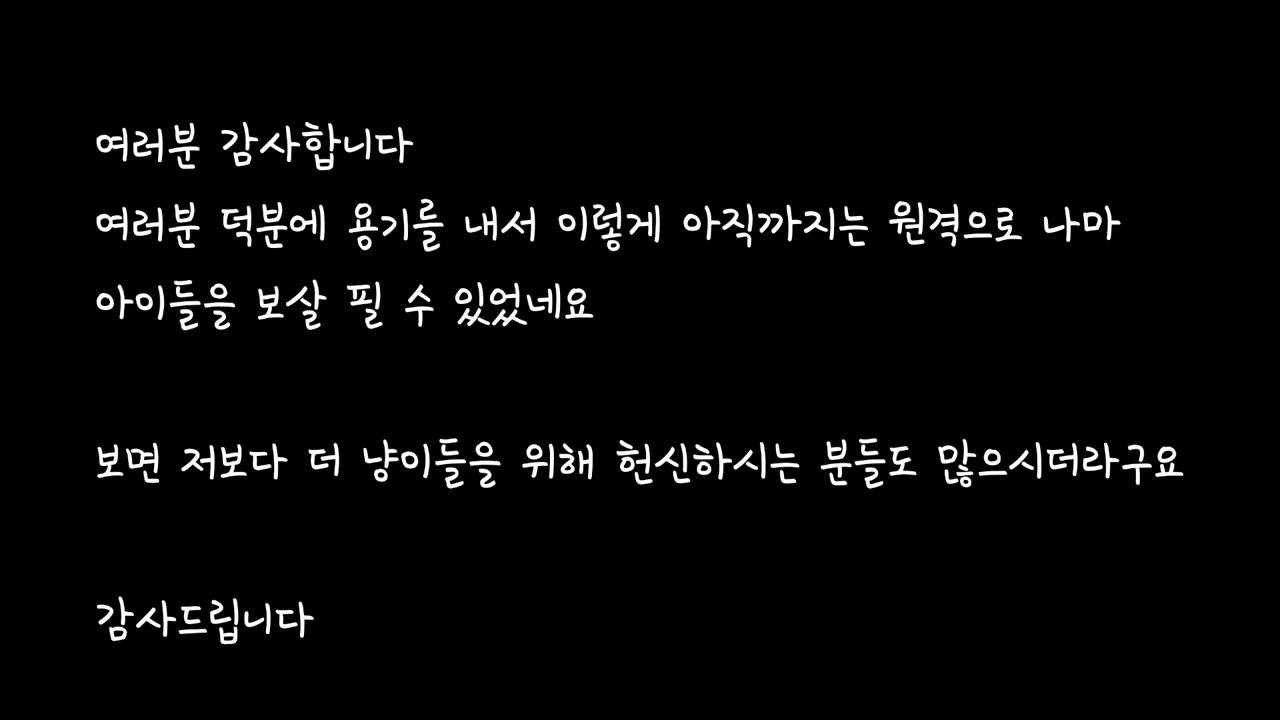 여러분 감사합니다
여러분 덕분에 용기를 내서 이렇게 아직까지는 원격으로 나마
아이들을 보살 필 수 있었네요
보면 저보다 더 냥이들을 위해 헌신하시는 분들도 많으시더라구요
감사드립니다